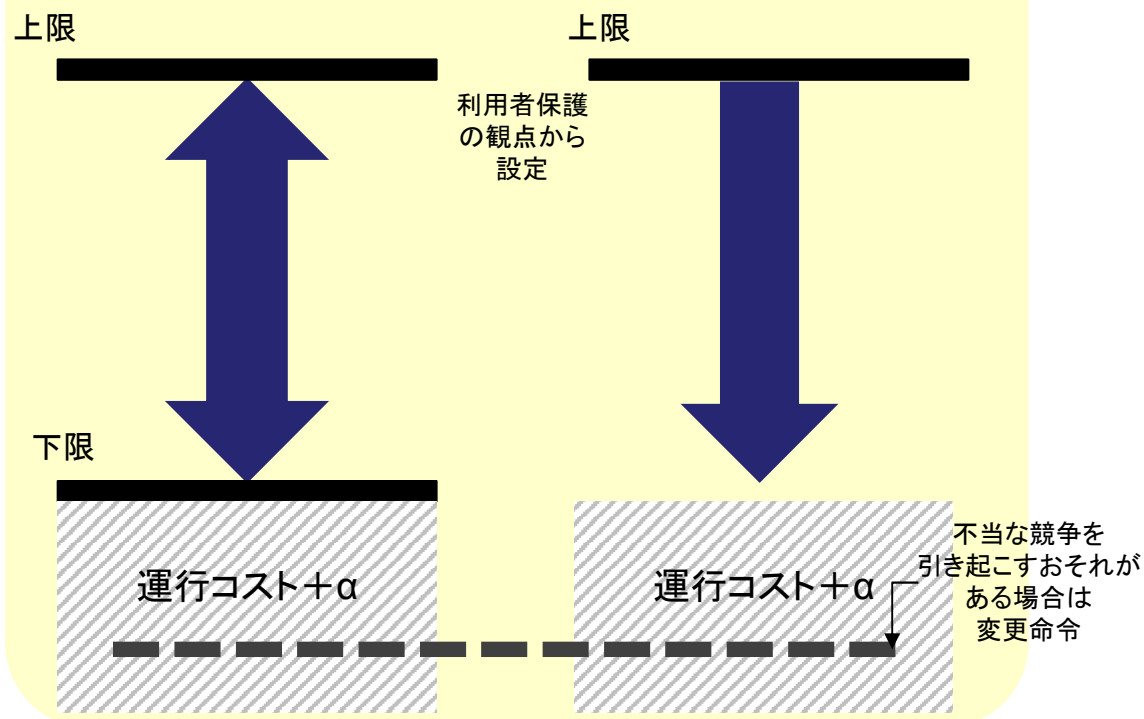 上限
上限
利用者保護
の観点から
設定
下限
運行コスト+α
運行コスト+α
不当な競争を
引き起こすおそれが
ある場合は
変更命令